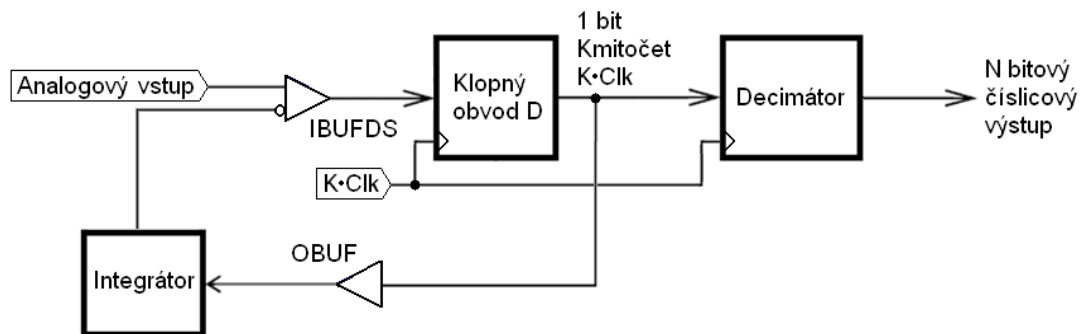 1 bit
Kmitočet
K•Clk
Analogový vstup
IBUFDS
Klopný
obvod D
Decimátor
N bitový
číslicový
výstup
K•Clk
OBUF
Integrátor